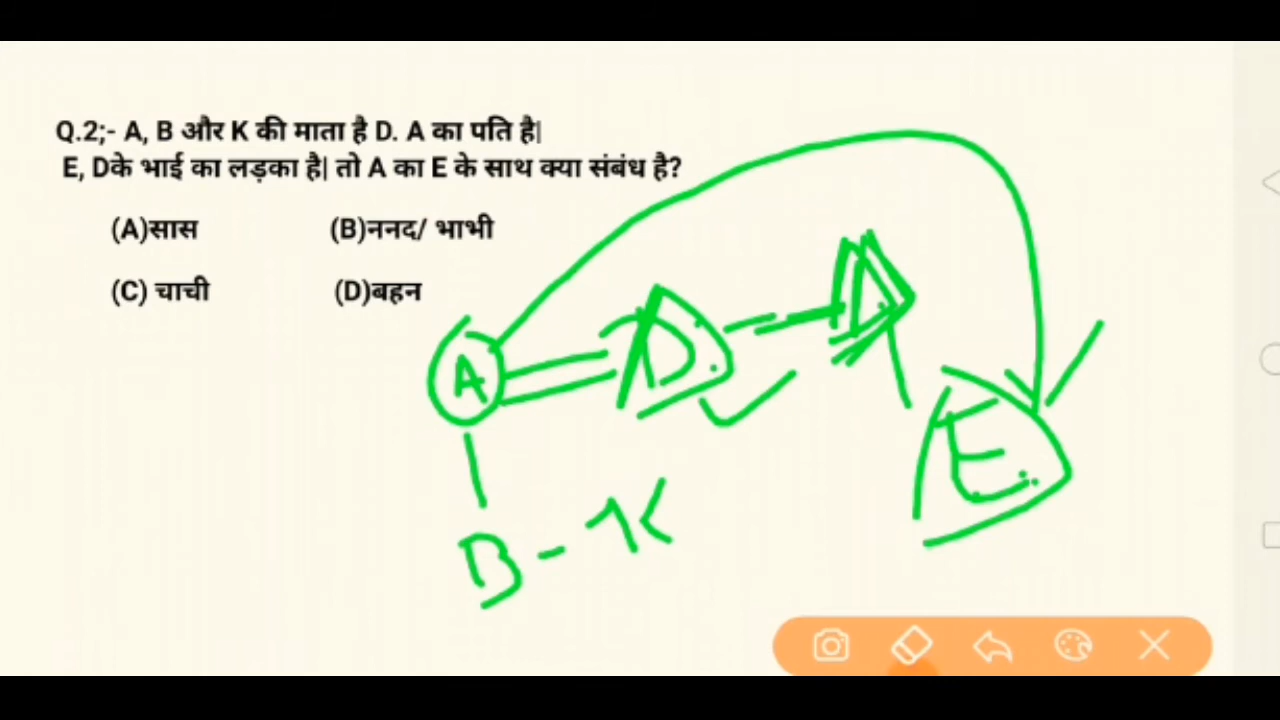 Q.2;- A, B और K की माता है D. A का पति है|
E, Dके भाई का लड़का है| तो A का E के साथ क्या संबंध है?
(A)सास (B)ननद/ भाभी
(C) चाची (D)बहन
A D E
B - K